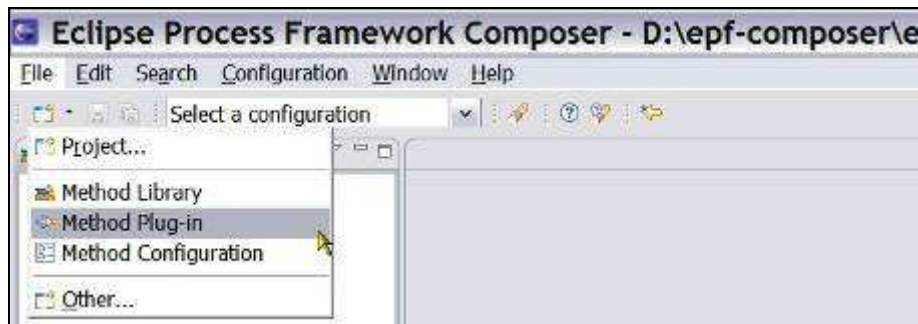 Eclipse Process Framework Composer - D:\epf-composer\e
File Edit Search Configuration Window Help
Select a configuration
Project...
Method Library
Method Plug-in
Method Configuration
Other...